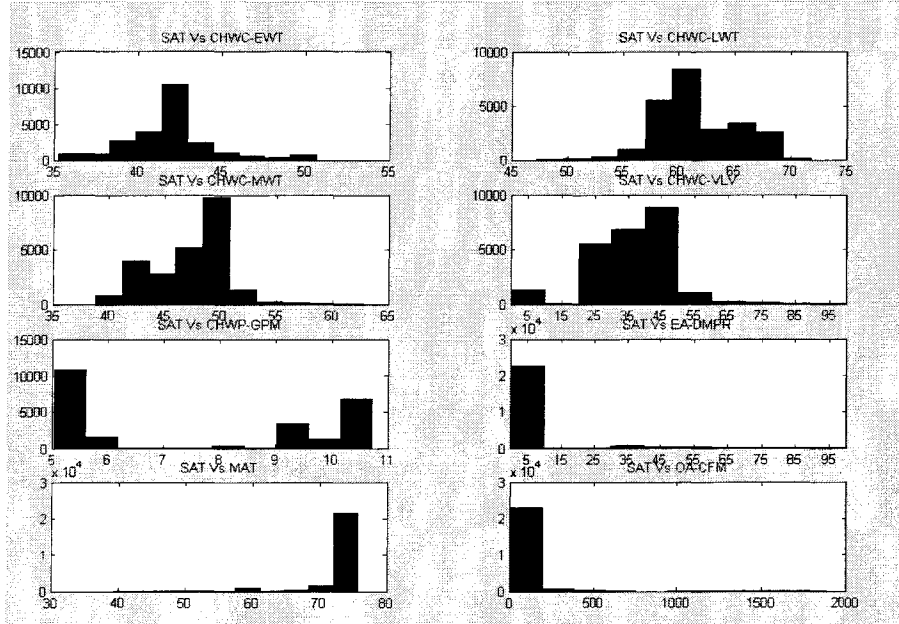 SAT Vs CHWC-EWT
15000
10000
5000
0
35 40 45 50 55
SAT Vs CHWC-LWT
10000
5000
0
45 50 55 60 65 70 75
SAT Vs CHWC-MWT
10000
5000
0
35 40 45 50 55 60 65
SAT Vs CHWC-VLV
10000
5000
0
5 15 25 35 45 55 65 75 85 95
SAT Vs CHWP-GPM
15000
10000
5000
0
5 6 7 8 9 10 11
SAT Vs EA-DMPR
x 10^4
3
2
1
0
5 15 25 35 45 55 65 75 85 95
SAT Vs MAT
x 10^4
3
2
1
0
30 40 50 60 70 80
SAT Vs OA-CFM
x 10^4
3
2
1
0
0 500 1000 1500 2000